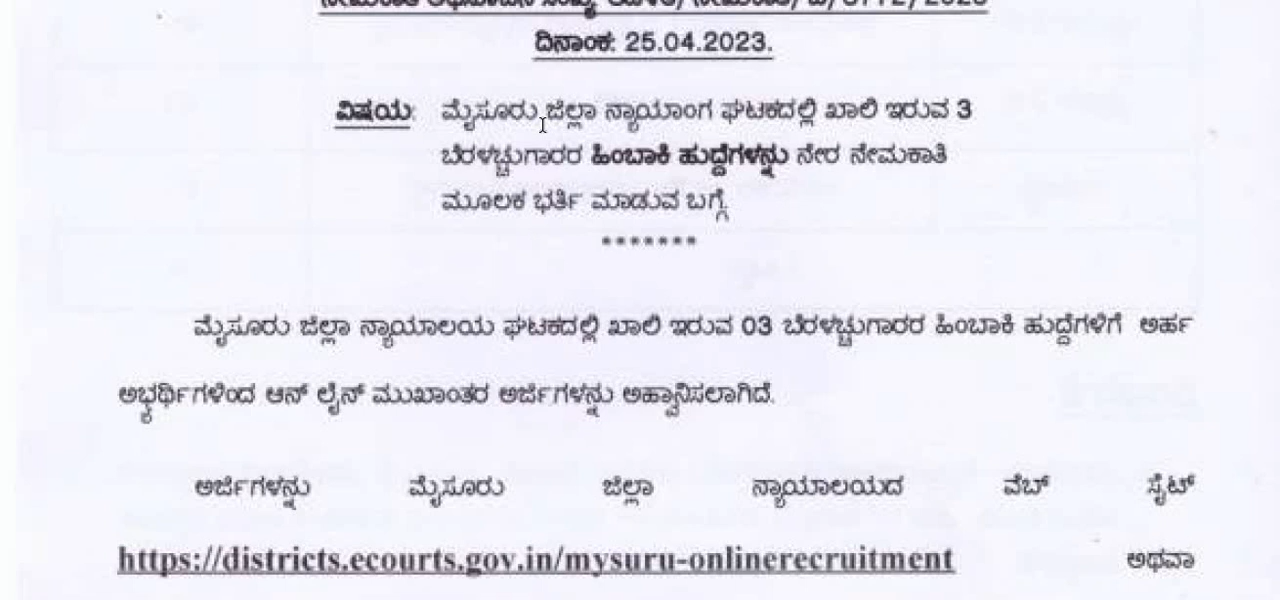 ದಿನಾಂಕ: 25.04.2023.
ವಿಷಯ: ಮೈಸೂರು ಜಿಲ್ಲಾ ನ್ಯಾಯಾಂಗ ಘಟಕದಲ್ಲಿ ಖಾಲಿ ಇರುವ 3
ಬೆರಳಚ್ಚುಗಾರರ ಹಿಂಬಾಕಿ ಹುದ್ದೆಗಳನ್ನು ನೇರ ನೇಮಕಾತಿ
ಮೂಲಕ ಭರ್ತಿ ಮಾಡುವ ಬಗ್ಗೆ
*******
ಮೈಸೂರು ಜಿಲ್ಲಾ ನ್ಯಾಯಾಲಯ ಘಟಕದಲ್ಲಿ ಖಾಲಿ ಇರುವ 03 ಬೆರಳಚ್ಚುಗಾರರ ಹಿಂಬಾಕಿ ಹುದ್ದೆಗಳಿಗೆ ಅರ್ಹ
ಅಭ್ಯರ್ಥಿಗಳಿಂದ ಆನ್ ಲೈನ್ ಮುಖಾಂತರ ಅರ್ಜಿಗಳನ್ನು ಅಹ್ವಾನಿಸಲಾಗಿದೆ.
ಅರ್ಜಿಗಳನ್ನು ಮೈಸೂರು ಜಿಲ್ಲಾ ನ್ಯಾಯಾಲಯದ ವೆಬ್ ಸೈಟ್
https://districts.ecourts.gov.in/mysuru-onlinerecruitment ಅಥವಾ